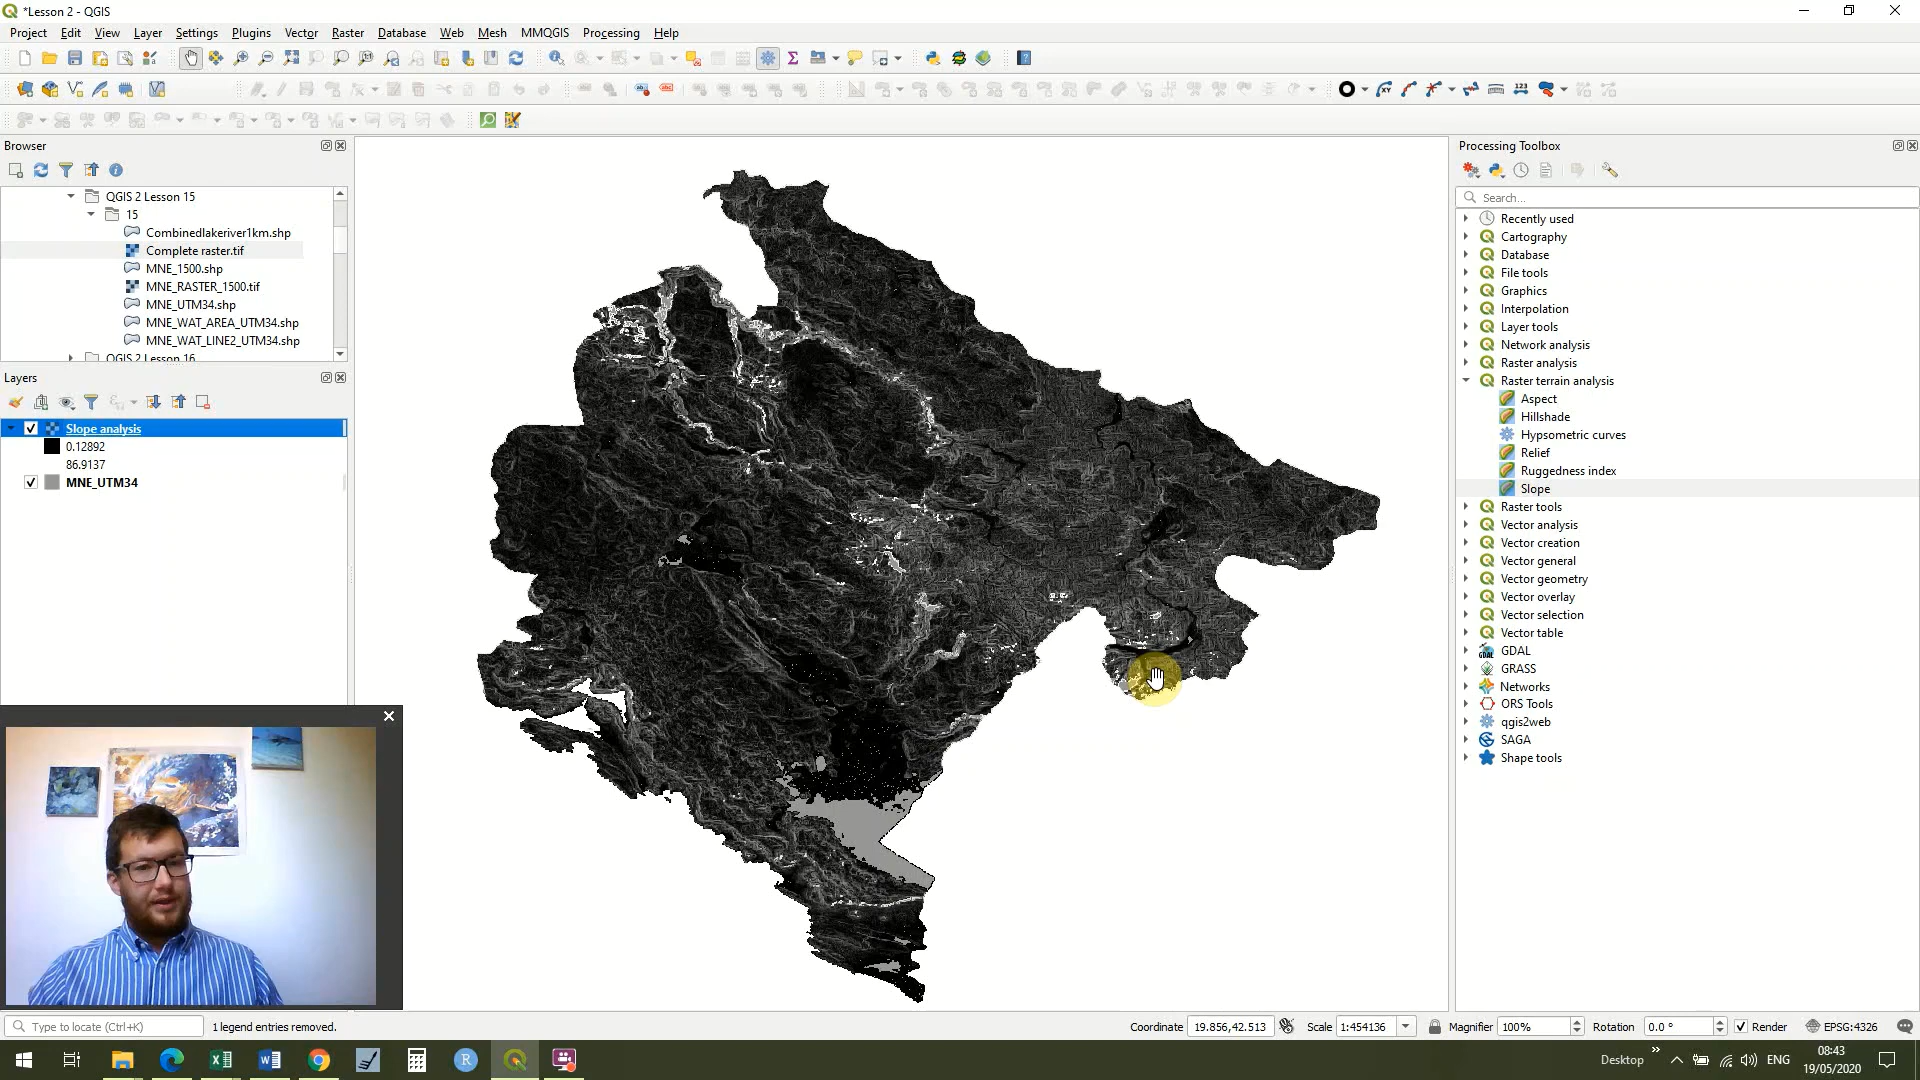 *Lesson 2 - QGIS
Project Edit View Layer Settings Plugins Vector Raster Database Web Mesh MMQGIS Processing Help
Browser
QGIS 2 Lesson 15
15
Combinedlakeriver1km.shp
Complete raster.tif
MNE_1500.shp
MNE_RASTER_1500.tif
MNE_UTM34.shp
MNE_WAT_AREA_UTM34.shp
MNE_WAT_LINE2_UTM34.shp
QGIS 2 Lesson 16
Layers
Slope analysis
0.12892
86.9137
MNE_UTM34
Processing Toolbox
Search...
Recently used
Cartography
Database
File tools
Graphics
Interpolation
Layer tools
Network analysis
Raster analysis
Raster terrain analysis
Aspect
Hillshade
Hypsometric curves
Relief
Ruggedness index
Slope
Raster tools
Vector analysis
Vector creation
Vector general
Vector geometry
Vector overlay
Vector selection
Vector table
GDAL
GRASS
Networks
ORS Tools
qgis2web
SAGA
Shape tools
Type to locate (Ctrl+K) 1 legend entries removed. Coordinate 19.856,42.513 Scale 1:454136 Magnifier 100% Rotation 0.0 ° Render EPSG:4326
Desktop ENG 08:43
19/05/2020